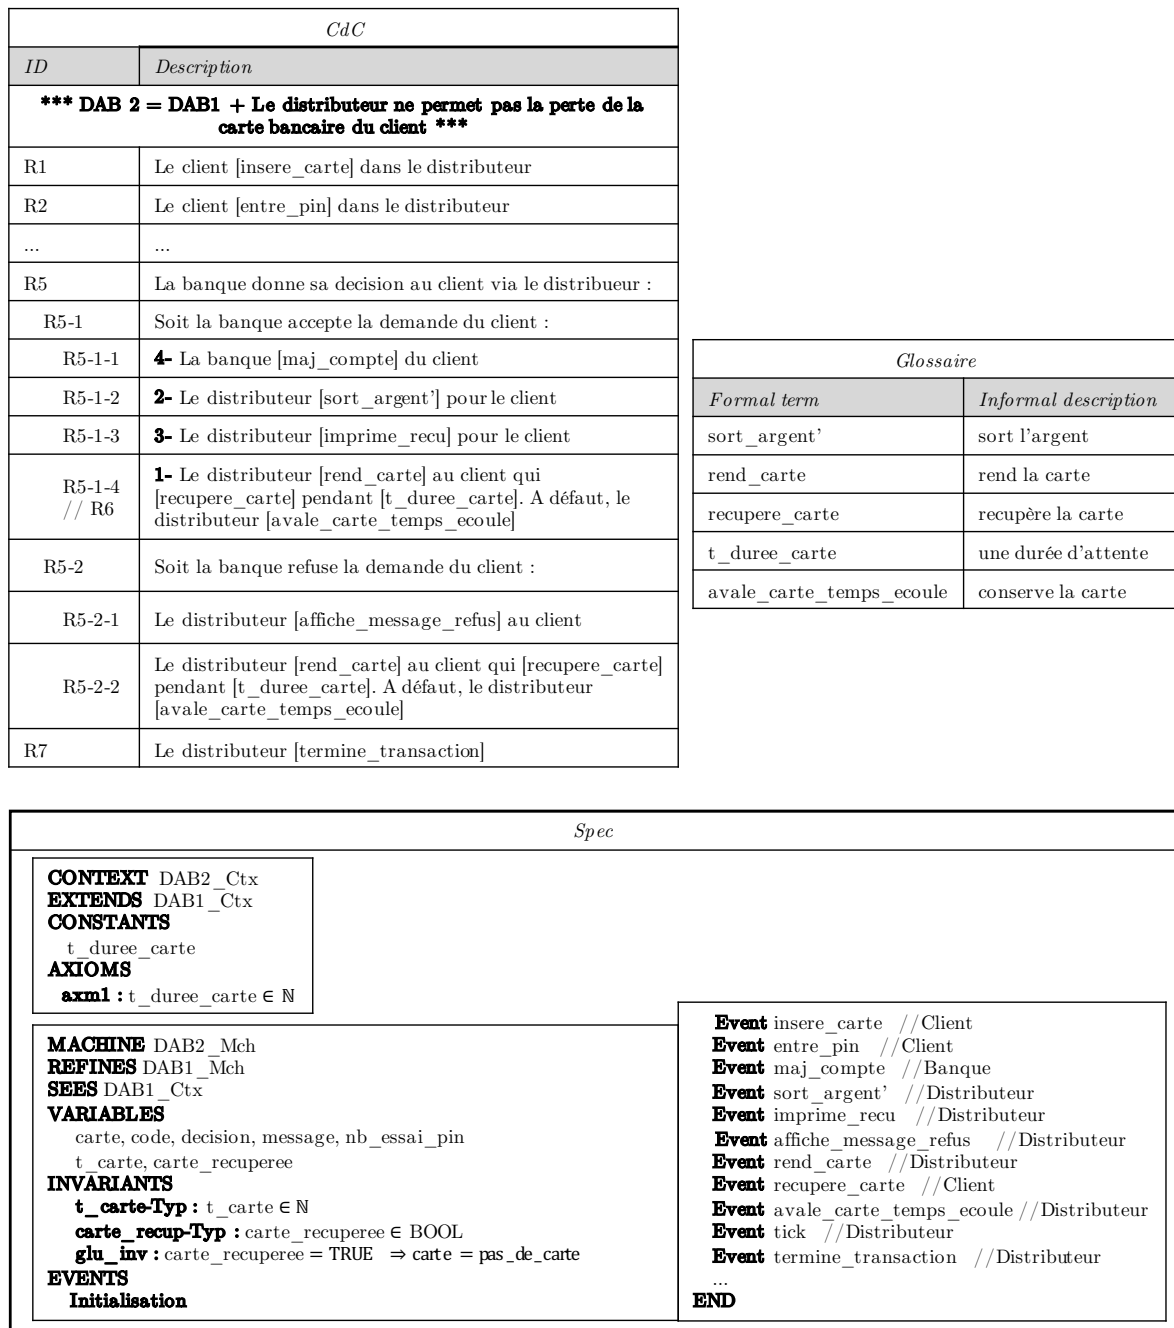 CdC
ID Description
*** DAB 2 = DAB1 + Le distributeur ne permet pas la perte de la
carte bancaire du client ***
R1 Le client [insere_carte] dans le distributeur
R2 Le client [entre_pin] dans le distributeur
... ...
R5 La banque donne sa decision au client via le distribueur :
R5-1 Soit la banque accepte la demande du client :
R5-1-1 4- La banque [maj_compte] du client
R5-1-2 2- Le distributeur [sort_argent’] pour le client
R5-1-3 3- Le distributeur [imprime_recu] pour le client
R5-1-4
// R6
1- Le distributeur [rend_carte] au client qui
[recupere_carte] pendant [t_duree_carte]. A défaut, le
distributeur [avale_carte_temps_ecoule]
R5-2 Soit la banque refuse la demande du client :
R5-2-1 Le distributeur [affiche_message_refus] au client
R5-2-2
Le distributeur [rend_carte] au client qui [recupere_carte]
pendant [t_duree_carte]. A défaut, le distributeur
[avale_carte_temps_ecoule]
R7 Le distributeur [termine_transaction]
Glossaire
Formal term Informal description
sort_argent’ sort l'argent
rend_carte rend la carte
recupere_carte recupère la carte
t_duree_carte une durée d'attente
avale_carte_temps_ecoule conserve la carte
Spec
CONTEXT DAB2_Ctx
EXTENDS DAB1_Ctx
CONSTANTS
t_duree_carte
AXIOMS
axm1 : t_duree_carte ∈ ℕ
MACHINE DAB2_Mch
REFINES DAB1_Mch
SEES DAB1_Ctx
VARIABLES
carte, code, decision, message, nb_essai_pin
t_carte, carte_recuperee
INVARIANTS
t_carte-Typ : t_carte ∈ ℕ
carte_recup-Typ : carte_recuperee ∈ BOOL
glu_inv : carte_recuperee = TRUE ⇒ carte = pas_de_carte
EVENTS
Initialisation
Event insere_carte //Client
Event entre_pin //Client
Event maj_compte //Banque
Event sort_argent’ //Distributeur
Event imprime_recu //Distributeur
Event affiche_message_refus //Distributeur
Event rend_carte //Distributeur
Event recupere_carte //Client
Event avale_carte_temps_ecoule //Distributeur
Event tick //Distributeur
Event termine_transaction //Distributeur
...
END